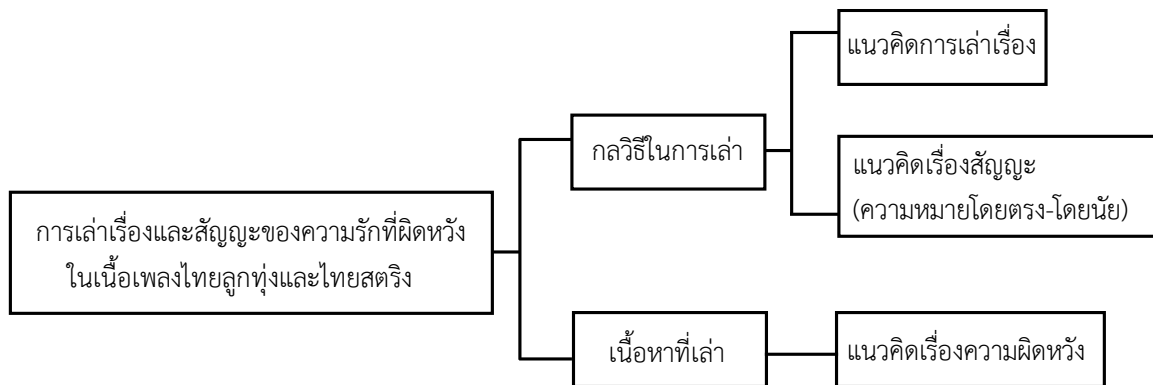 แนวคิดการเล่าเรื่อง
กลวิธีในการเล่า
แนวคิดเรื่องสัญญะ
(ความหมายโดยตรง-โดยนัย)
การเล่าเรื่องและสัญญะของความรักที่ผิดหวัง
ในเนื้อเพลงไทยลูกทุ่งและไทยสตริง
เนื้อหาที่เล่า
แนวคิดเรื่องความผิดหวัง